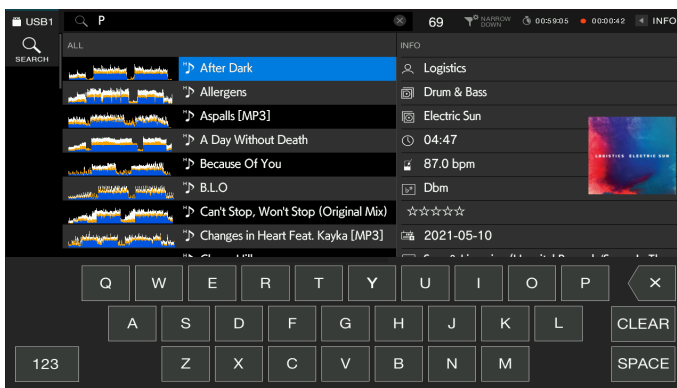 USB1 P 69 NARROW DOWN 00:59:05 00:00:42 INFO
SEARCH
ALL INFO
After Dark Logistics
Allergens Drum & Bass
Aspalls [MP3] Electric Sun
A Day Without Death 04:47
LOGISTICS ELECTRIC SUN
Because Of You 87.0 bpm
B.L.O Dbm
Can't Stop, Won't Stop (Original Mix)
Changes in Heart Feat. Kayka [MP3] 2021-05-10
Q W E R T Y U I O P
A S D F G H J K L CLEAR
123 Z X C V B N M SPACE